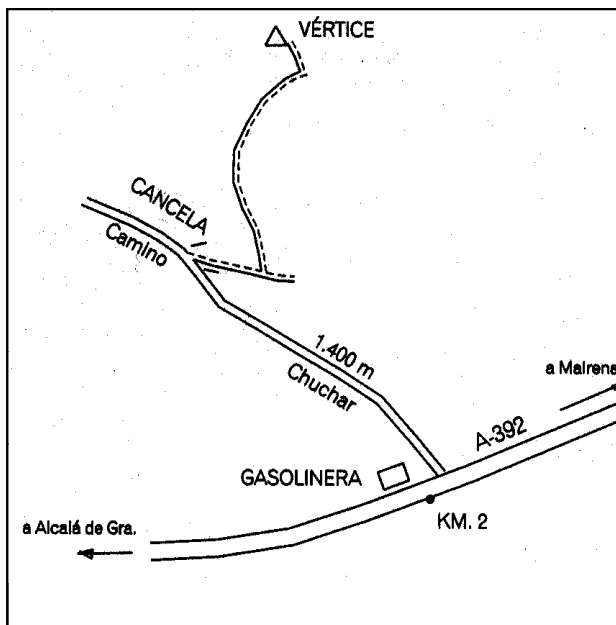 VÉRTICE
CANCELA
Camino
1.400 m
Chuchar
a Mairena
A-392
GASOLINERA
KM. 2
a Alcalá de Gra.